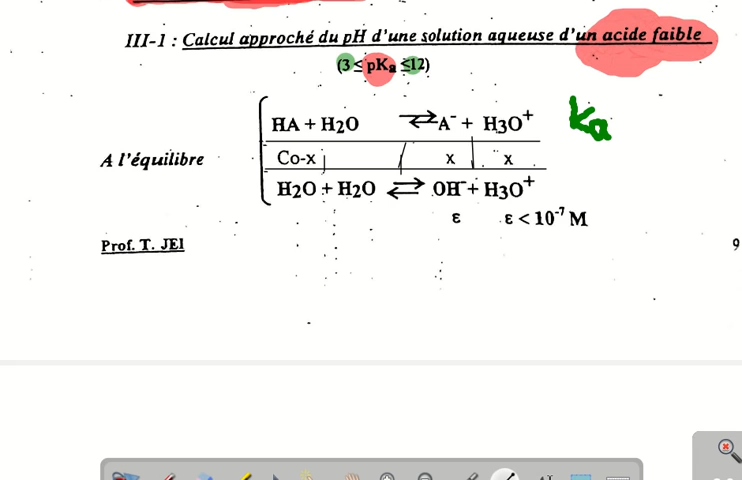 III-1 : Calcul approché du pH d'une solution aqueuse d'un acide faible
(3 ≤ pKa ≤ 12)
HA + H2O ⇌ A⁻ + H3O⁺
Ka
A l'équilibre Co-x x x
H2O + H2O ⇌ OH⁻ + H3O⁺
ε ε < 10⁻⁷ M
Prof. T. JEI
9